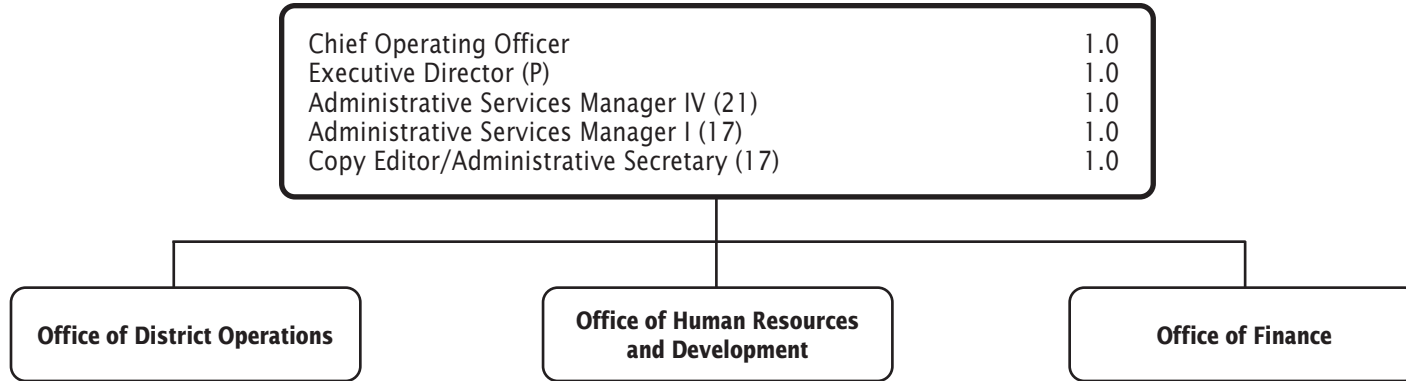 Chief Operating Officer 1.0
Executive Director (P) 1.0
Administrative Services Manager IV (21) 1.0
Administrative Services Manager I (17) 1.0
Copy Editor/Administrative Secretary (17) 1.0
Office of District Operations
Office of Human Resources
and Development
Office of Finance